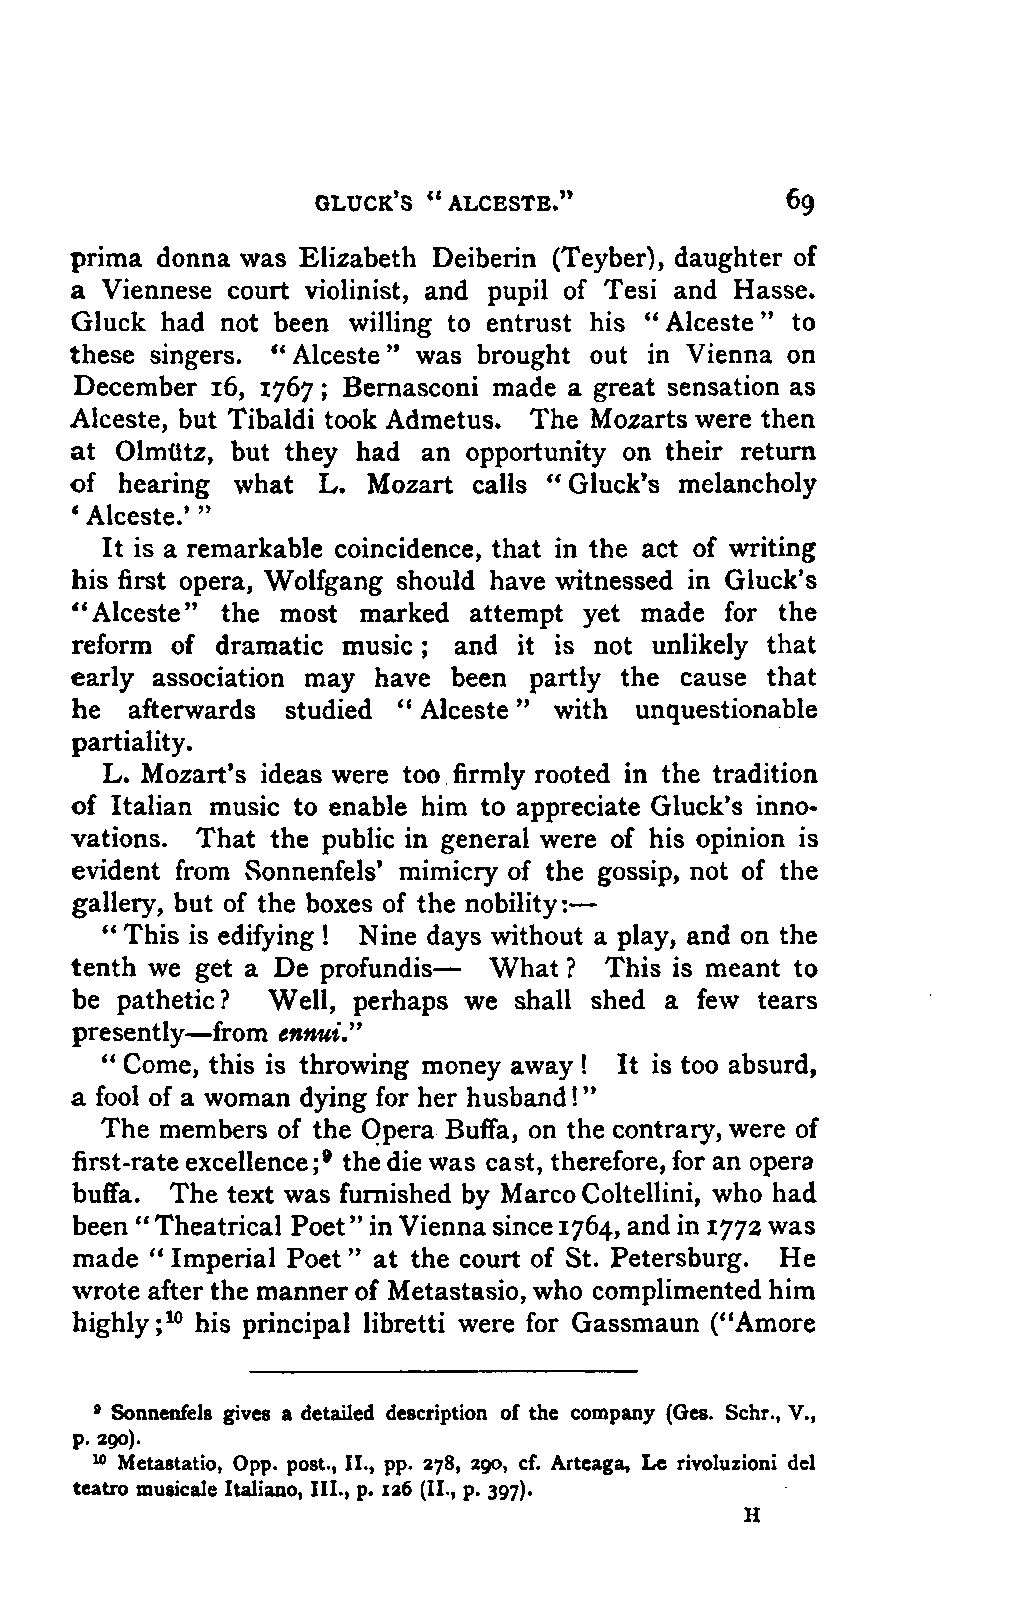 GLUCK'S “ALCESTE.” 69
prima donna was Elizabeth Deiberin (Teyber), daughter of
a Viennese court violinist, and pupil of Tesi and Hasse.
Gluck had not been willing to entrust his “Alceste” to
these singers. “Alceste” was brought out in Vienna on
December 16, 1767; Bernasconi made a great sensation as
Alceste, but Tibaldi took Admetus. The Mozarts were then
at Olmütz, but they had an opportunity on their return
of hearing what L. Mozart calls “Gluck's melancholy
‘Alceste.’”
It is a remarkable coincidence, that in the act of writing
his first opera, Wolfgang should have witnessed in Gluck's
“Alceste” the most marked attempt yet made for the
reform of dramatic music; and it is not unlikely that
early association may have been partly the cause that
he afterwards studied “Alceste” with unquestionable
partiality.
L. Mozart's ideas were too firmly rooted in the tradition
of Italian music to enable him to appreciate Gluck's inno-
vations. That the public in general were of his opinion is
evident from Sonnenfels' mimicry of the gossip, not of the
gallery, but of the boxes of the nobility:—
“This is edifying! Nine days without a play, and on the
tenth we get a De profundis— What? This is meant to
be pathetic? Well, perhaps we shall shed a few tears
presently—from ennui.”
“Come, this is throwing money away! It is too absurd,
a fool of a woman dying for her husband!”
The members of the Opera Buffa, on the contrary, were of
first-rate excellence;⁹ the die was cast, therefore, for an opera
buffa. The text was furnished by Marco Coltellini, who had
been “Theatrical Poet” in Vienna since 1764, and in 1772 was
made “Imperial Poet” at the court of St. Petersburg. He
wrote after the manner of Metastasio, who complimented him
highly;¹⁰ his principal libretti were for Gassmaun (“Amore
⁹ Sonnenfels gives a detailed description of the company (Ges. Schr., V.,
p. 290).
¹⁰ Metastatio, Opp. post., II., pp. 278, 290, cf. Arteaga, Le rivoluzioni del
teatro musicale Italiano, III., p. 126 (II., p. 397).
H